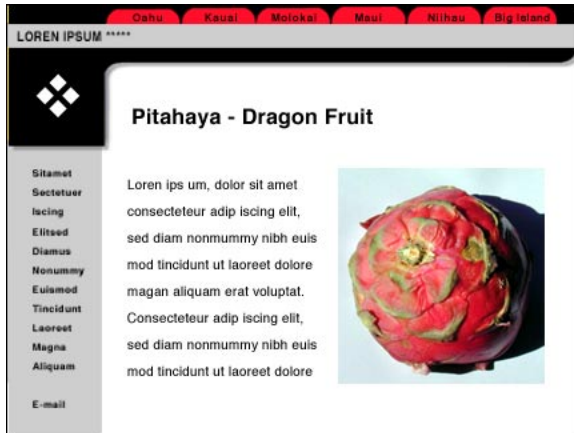 Oahu Kauai Molokai Maui Niihau Big Island
LOREN IPSUM *****
Pitahaya - Dragon Fruit
Sitamet
Sectetuer
Iscing
Elitsed
Diamus
Nonummy
Euismod
Tincidunt
Laoreet
Magna
Aliquam
E-mail
Loren ips um, dolor sit amet
consecteteur adip iscing elit,
sed diam nonmummy nibh euis
mod tincidunt ut laoreet dolore
magan aliquam erat voluptat.
Consecteteur adip iscing elit,
sed diam nonmummy nibh euis
mod tincidunt ut laoreet dolore